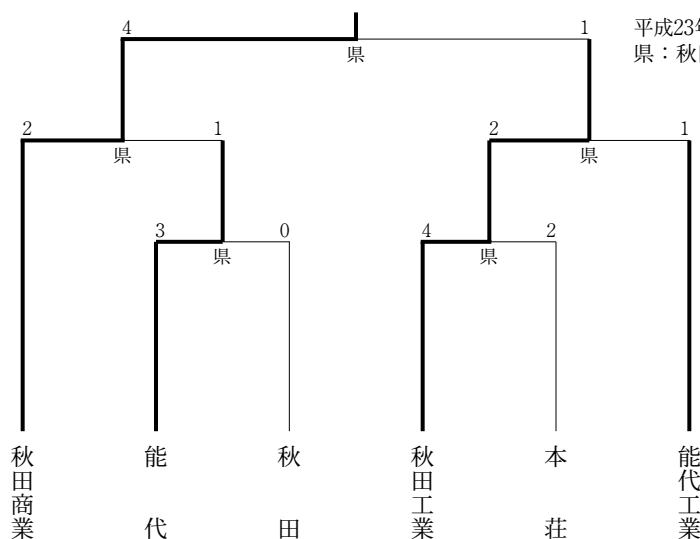 平成23年
県：秋田
4 1
県
2 1 2 1
県 県
3 0 4 2
県 県
秋田商業
能代
秋田
秋田工業
本荘
能代工業